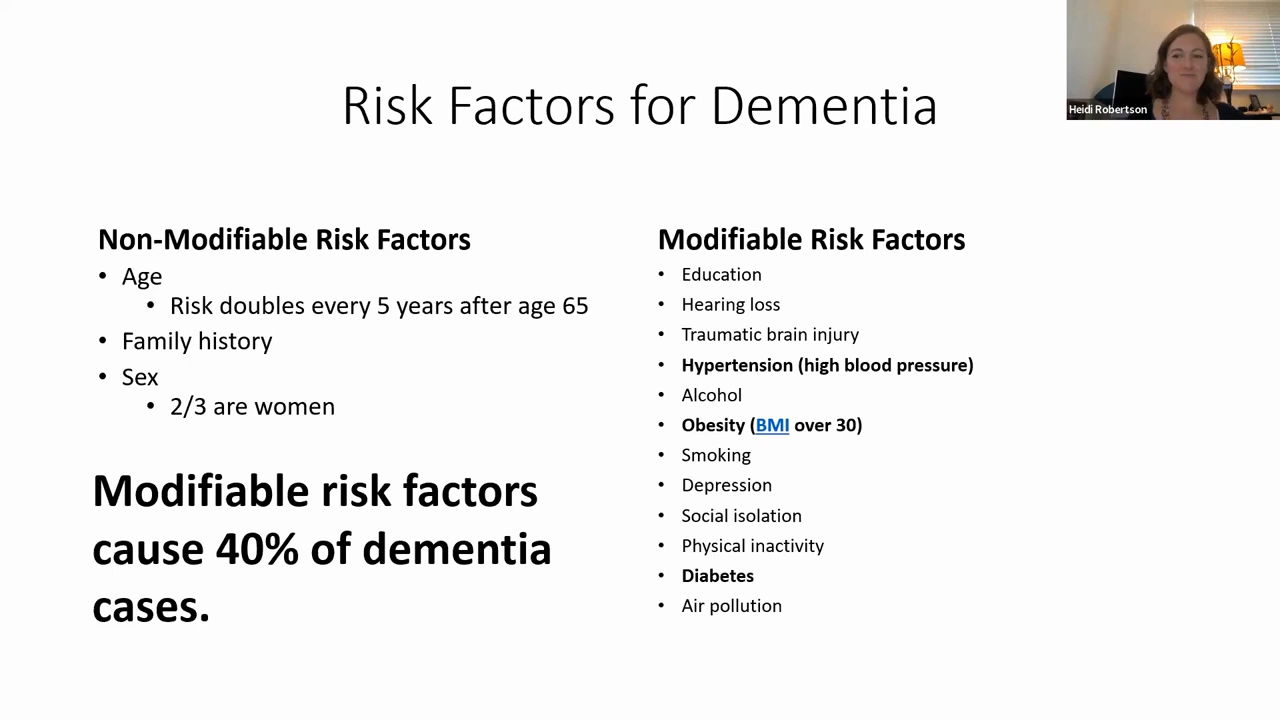 Risk Factors for Dementia
Heidi Robertson
Non-Modifiable Risk Factors
• Age
• Risk doubles every 5 years after age 65
• Family history
• Sex
• 2/3 are women
Modifiable risk factors
cause 40% of dementia
cases.
Modifiable Risk Factors
• Education
• Hearing loss
• Traumatic brain injury
• Hypertension (high blood pressure)
• Alcohol
• Obesity (BMI over 30)
• Smoking
• Depression
• Social isolation
• Physical inactivity
• Diabetes
• Air pollution